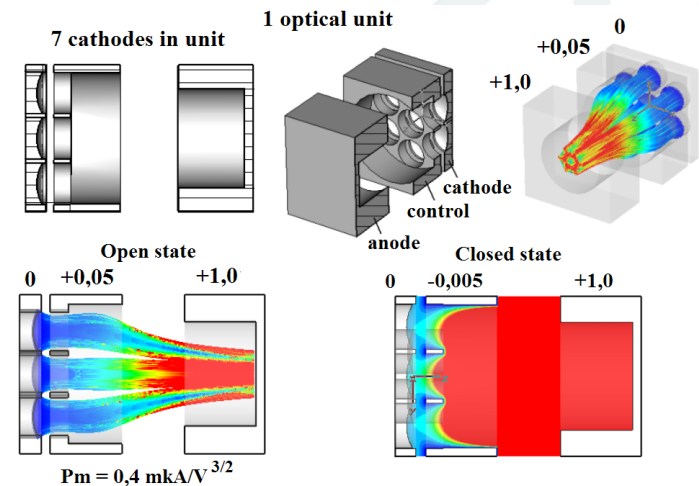 1 optical unit
7 cathodes in unit
0
+0,05
+1,0
cathode
control
anode
Open state
0 +0,05 +1,0
Closed state
0 -0,005 +1,0
Pm = 0,4 mkA/V 3/2